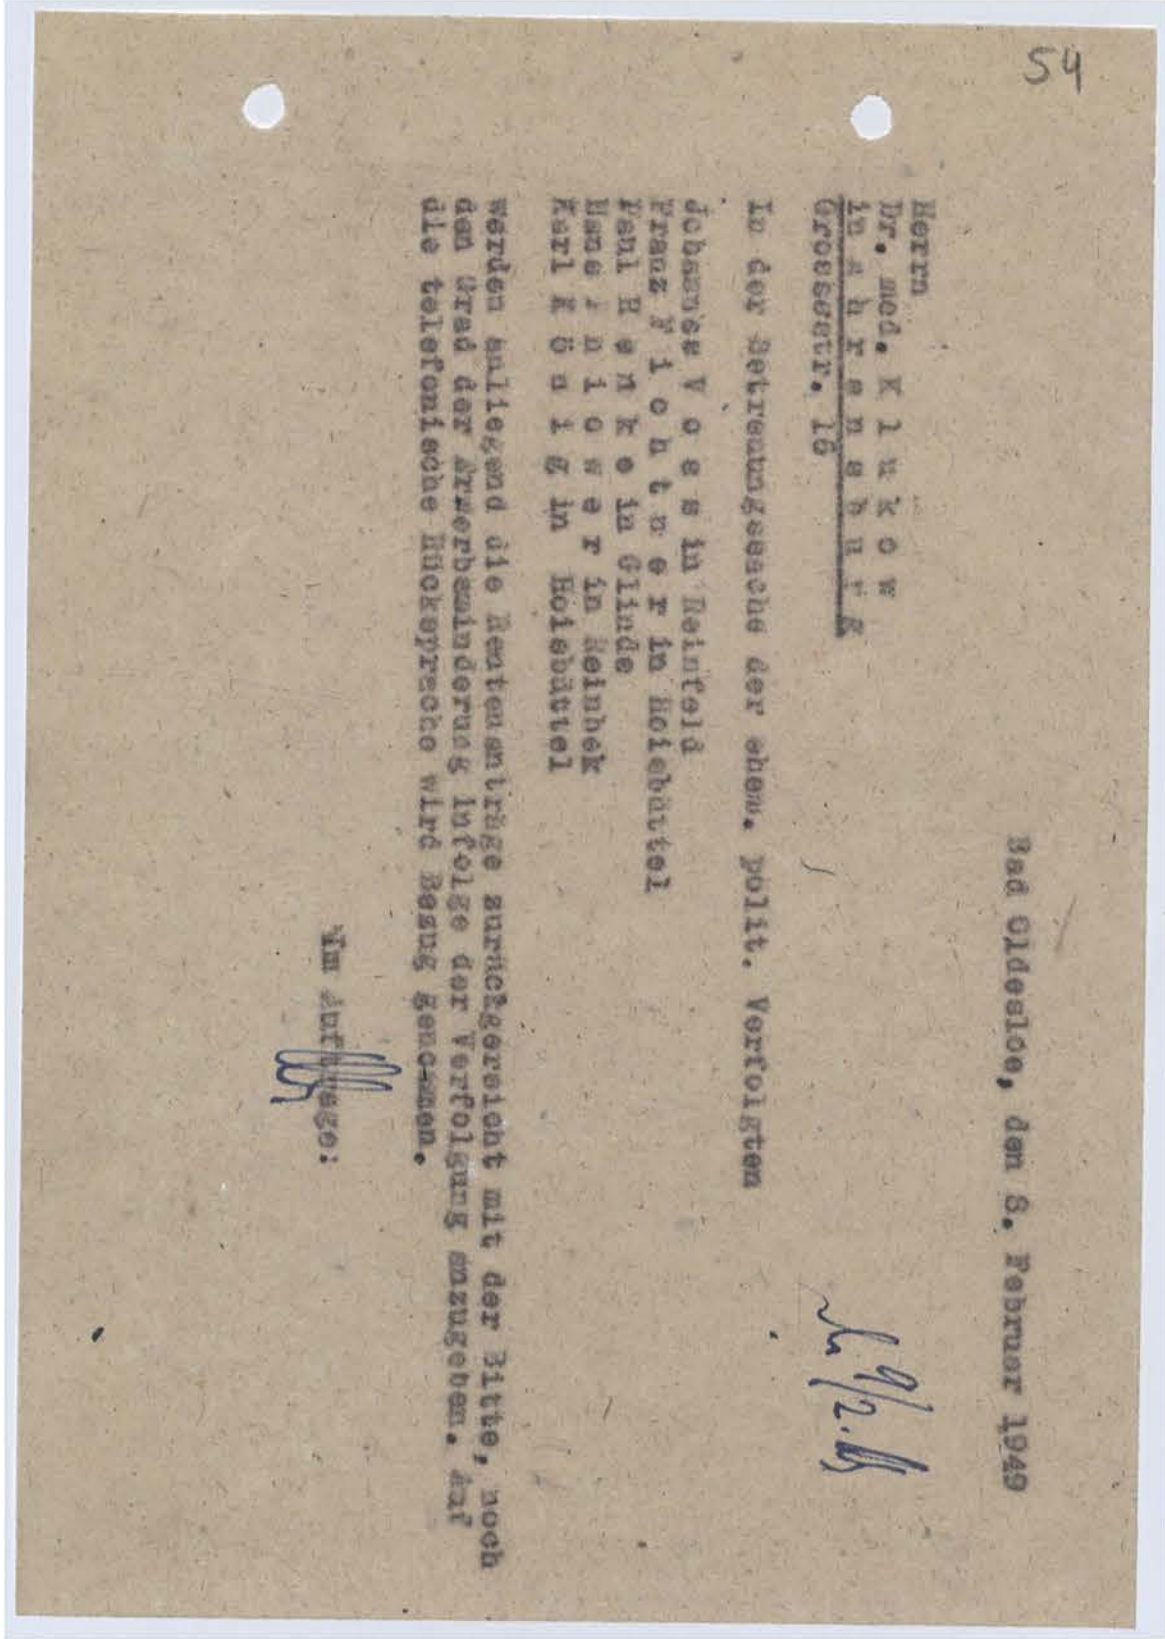 54
Bad Oldesloe, den 8. Februar 1949
Herrn
Dr. med. K l u k o w
in A h r e n s b u r g
Grossestr. 16
9/2.
In der Betreuungssache der ehem. polit. Verfolgten
Johannes V o s s in Reinfeld
Franz F i c h t n e r in Hoisbüttel
Paul H e n k e in Glinde
Hans in Reinbek
Karl K ö n i g in Hoisbüttel
werden anliegend die Rentenanträge zurückgereicht mit der Bitte, noch
den Grad der Erwerbsminderung infolge der Verfolgung anzugeben. Auf
die telefonische Rücksprache wird Bezug genommen.
Im Auftrage: